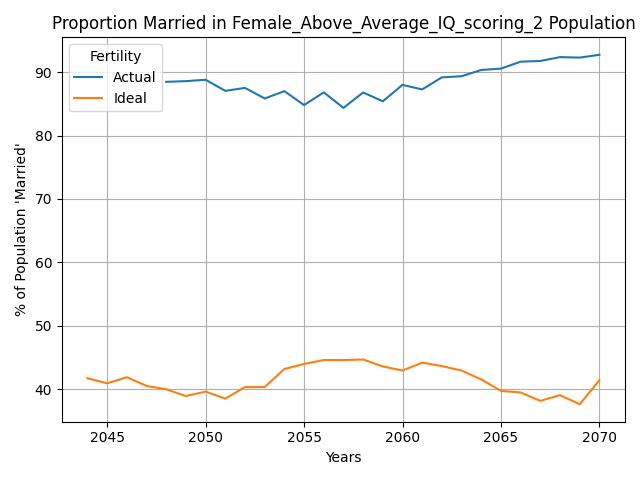 Proportion Married in Female_Above_Average_IQ_scoring_2 Population
Fertility
Actual
Ideal
% of Population 'Married'
90
80
70
60
50
40
2045 2050 2055 2060 2065 2070
Years